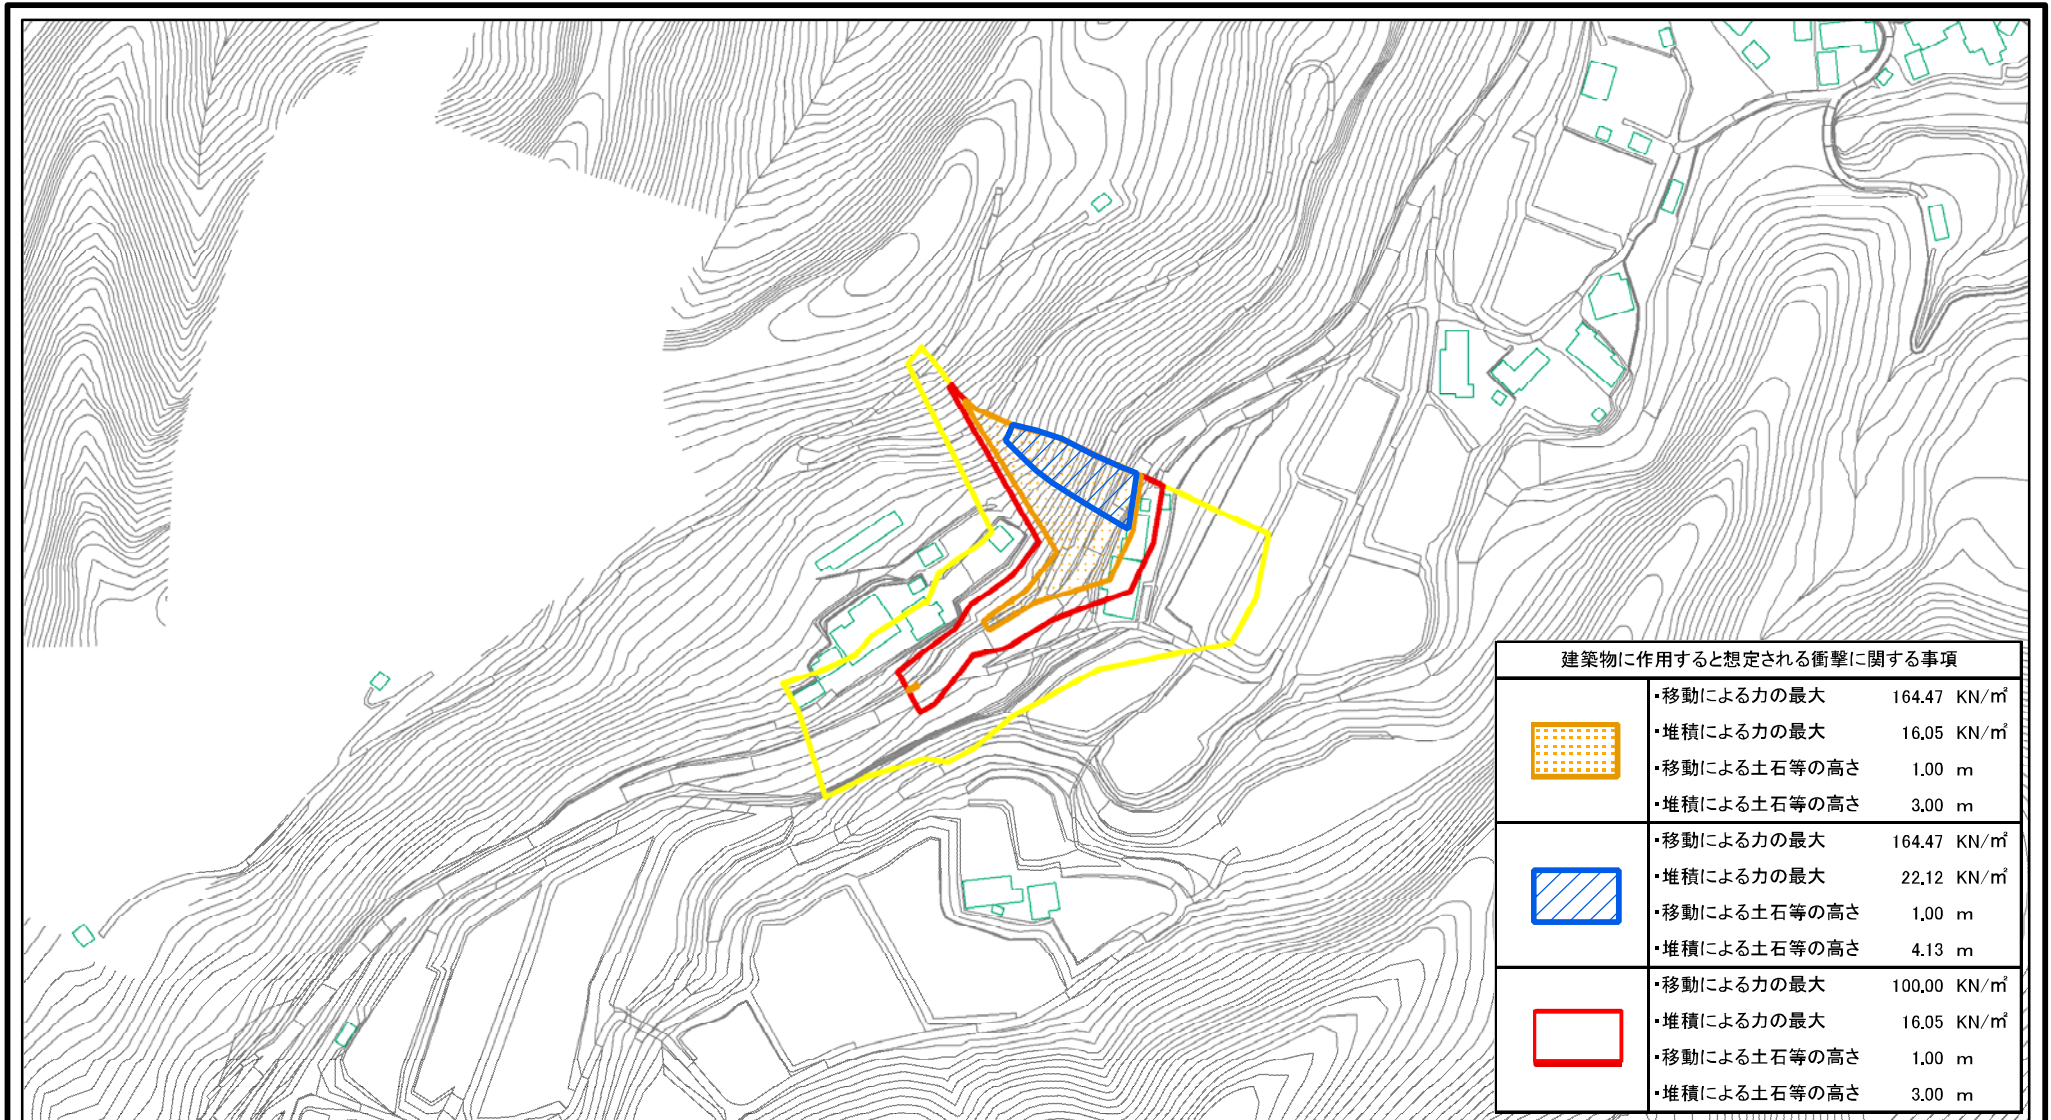 建築物に作用すると想定される衝撃に関する事項
・移動による力の最大 164.47 KN/㎡
・堆積による力の最大 16.05 KN/㎡
・移動による土石等の高さ 1.00 m
・堆積による土石等の高さ 3.00 m
・移動による力の最大 164.47 KN/㎡
・堆積による力の最大 22.12 KN/㎡
・移動による土石等の高さ 1.00 m
・堆積による土石等の高さ 4.13 m
・移動による力の最大 100.00 KN/㎡
・堆積による力の最大 16.05 KN/㎡
・移動による土石等の高さ 1.00 m
・堆積による土石等の高さ 3.00 m